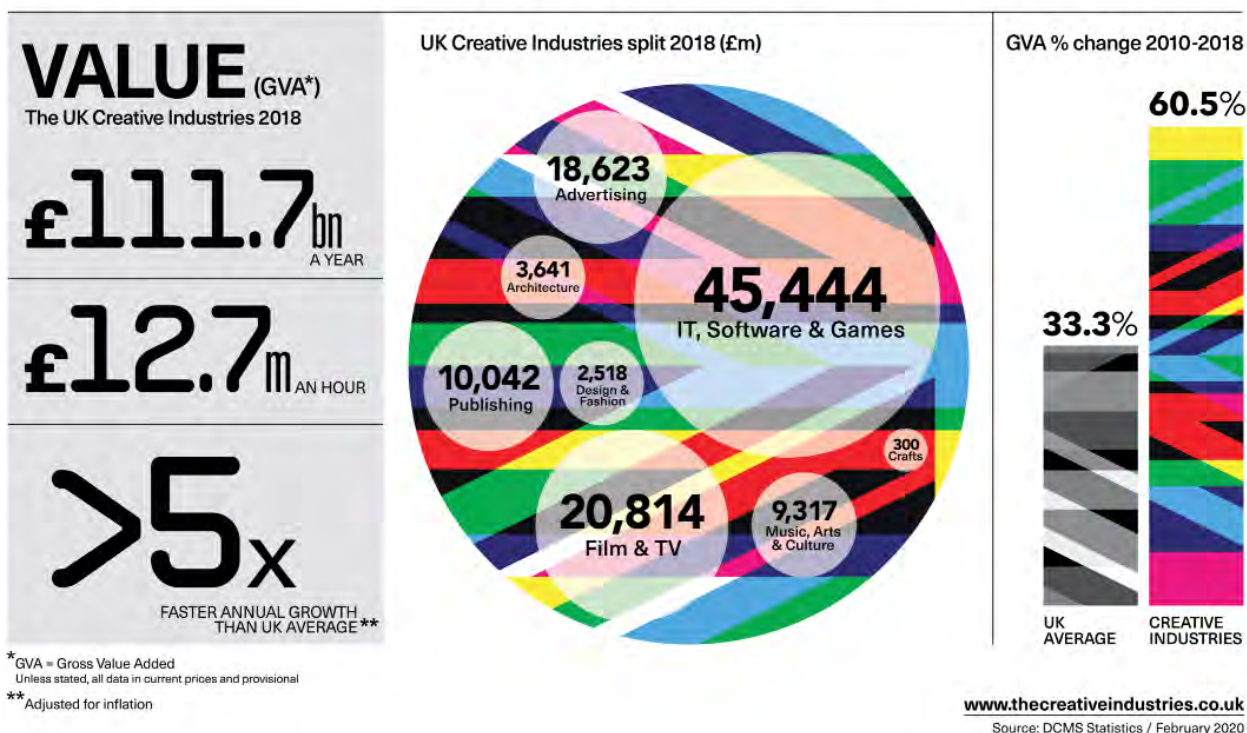 VALUE (GVA*)
The UK Creative Industries 2018
£111.7bn
A YEAR
£12.7m AN HOUR
>5x
FASTER ANNUAL GROWTH
THAN UK AVERAGE**
*GVA = Gross Value Added
Unless stated, all data in current prices and provisional
**Adjusted for inflation
UK Creative Industries split 2018 (£m)
18,623
Advertising
3,641
Architecture
45,444
IT, Software & Games
10,042
Publishing
2,518
Design &
Fashion
300
Crafts
20,814
Film & TV
9,317
Music, Arts
& Culture
GVA % change 2010-2018
60.5%
33.3%
UK
AVERAGE
CREATIVE
INDUSTRIES
www.thecreativeindustries.co.uk
Source: DCMS Statistics / February 2020